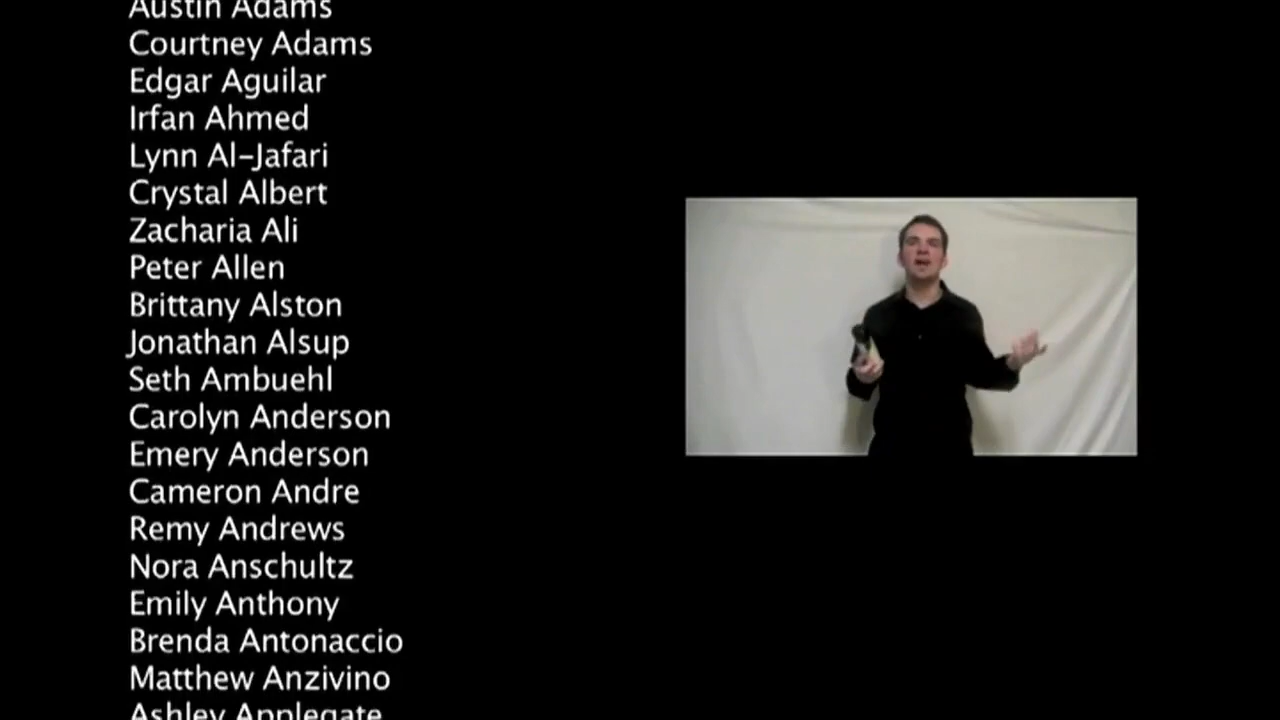 Austin Adams
Courtney Adams
Edgar Aguilar
Irfan Ahmed
Lynn Al-Jafari
Crystal Albert
Zacharia Ali
Peter Allen
Brittany Alston
Jonathan Alsup
Seth Ambuehl
Carolyn Anderson
Emery Anderson
Cameron Andre
Remy Andrews
Nora Anschultz
Emily Anthony
Brenda Antonaccio
Matthew Anzivino
Ashley Applegate